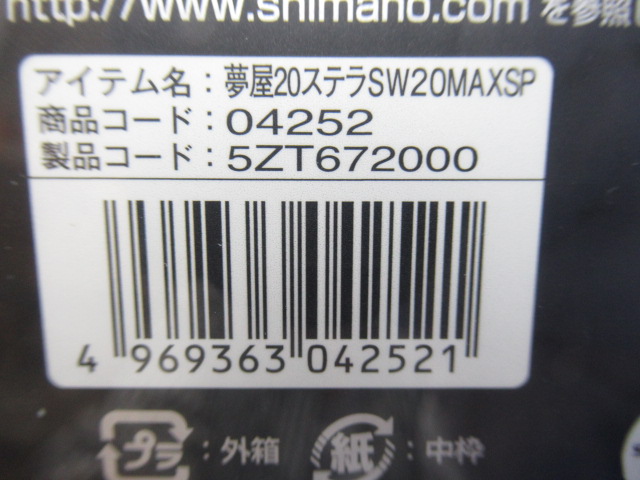 http://www.shimano.com を参照
アイテム名：夢屋20ステラSW20MAXSP
商品コード：04252
製品コード：5ZT672000
4 969363 042521
プラ：外箱 紙：中枠